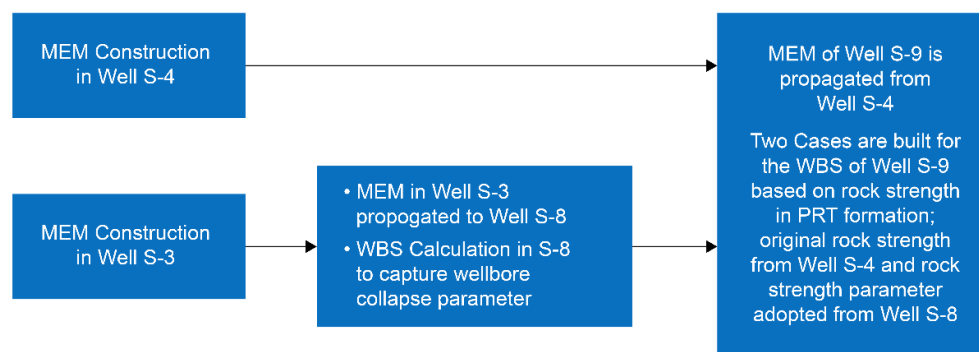 MEM Construction
in Well S-4
MEM Construction
in Well S-3
• MEM in Well S-3
propogated to Well S-8
• WBS Calculation in S-8
to capture wellbore
collapse parameter
MEM of Well S-9 is
propagated from
Well S-4
Two Cases are built for
the WBS of Well S-9
based on rock strength
in PRT formation;
original rock strength
from Well S-4 and rock
strength parameter
adopted from Well S-8